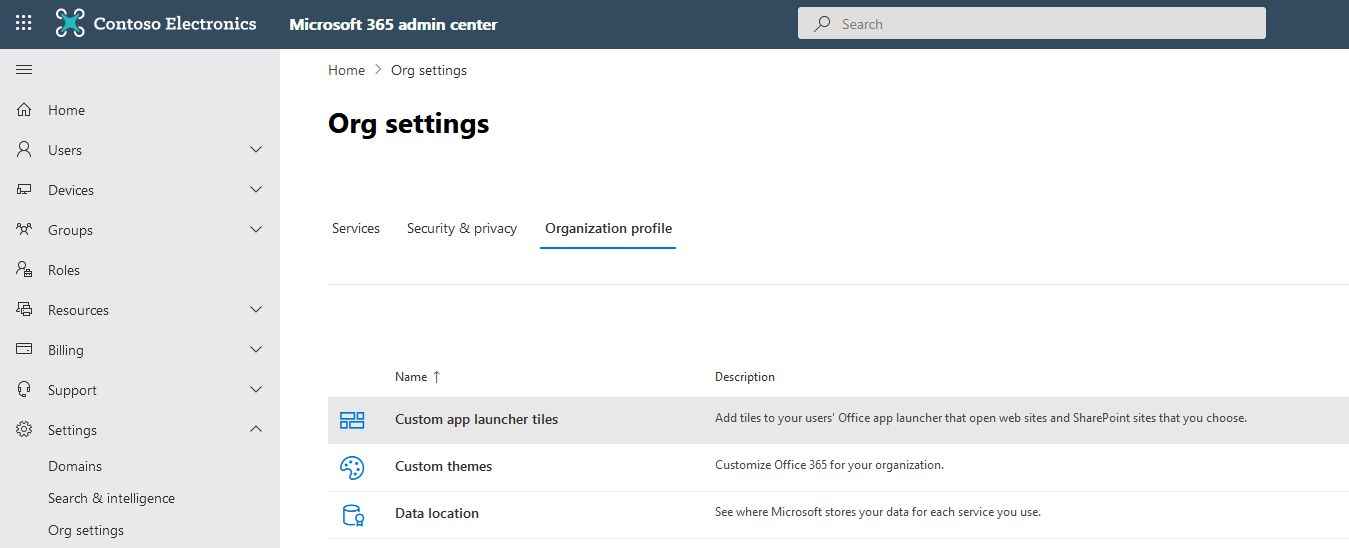 Contoso Electronics
Microsoft 365 admin center
Search
Home
Users
Devices
Groups
Roles
Resources
Billing
Support
Settings
Domains
Search & intelligence
Org settings
Home > Org settings
Org settings
Services
Security & privacy
Organization profile
Name ↑
Description
Custom app launcher tiles
Add tiles to your users' Office app launcher that open web sites and SharePoint sites that you choose.
Custom themes
Customize Office 365 for your organization.
Data location
See where Microsoft stores your data for each service you use.